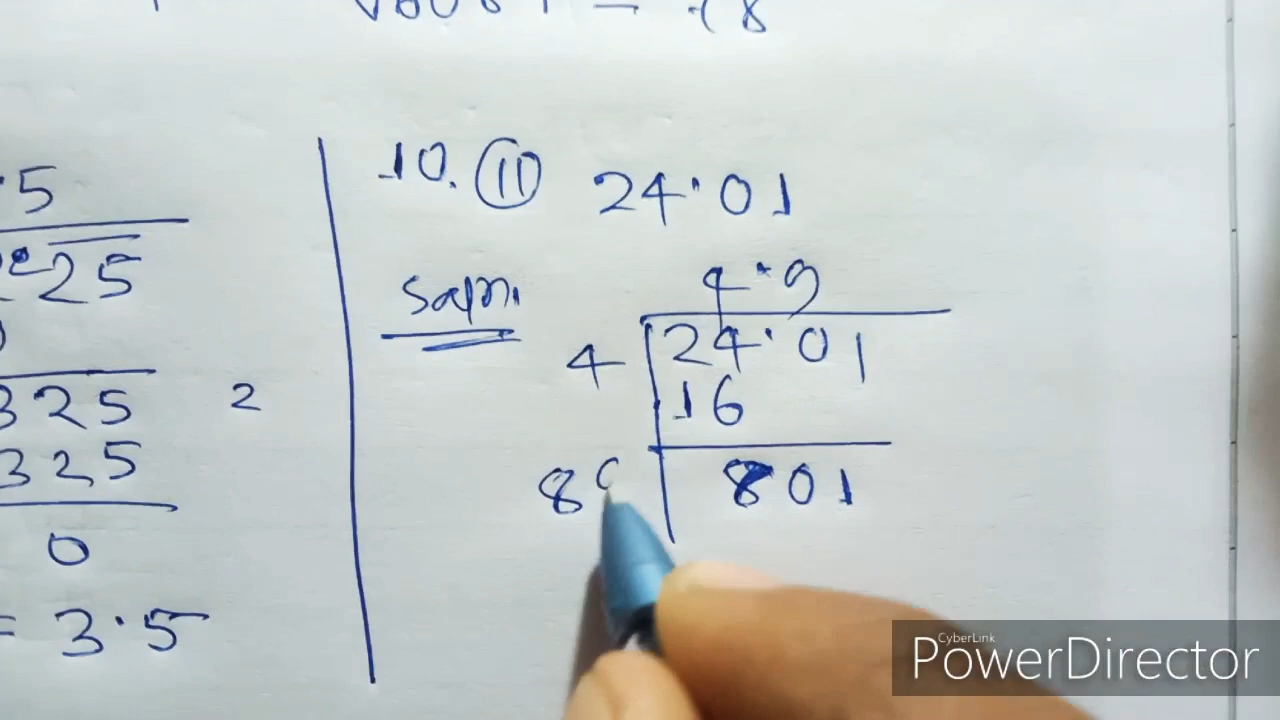 .5
25
325
2
325
0
= 3.5
10. (11) 24.01
Soln.
4.9
4 24.01
16
8 801
CyberLink
PowerDirector